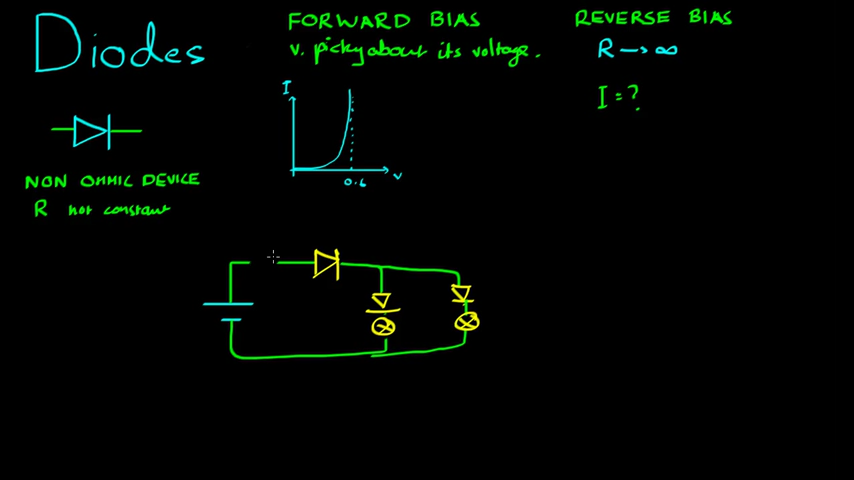 Diodes
NON OHMIC DEVICE
R not constant
FORWARD BIAS
v. picky about its voltage.
I
0.6
V
REVERSE BIAS
R → ∞
I = ?